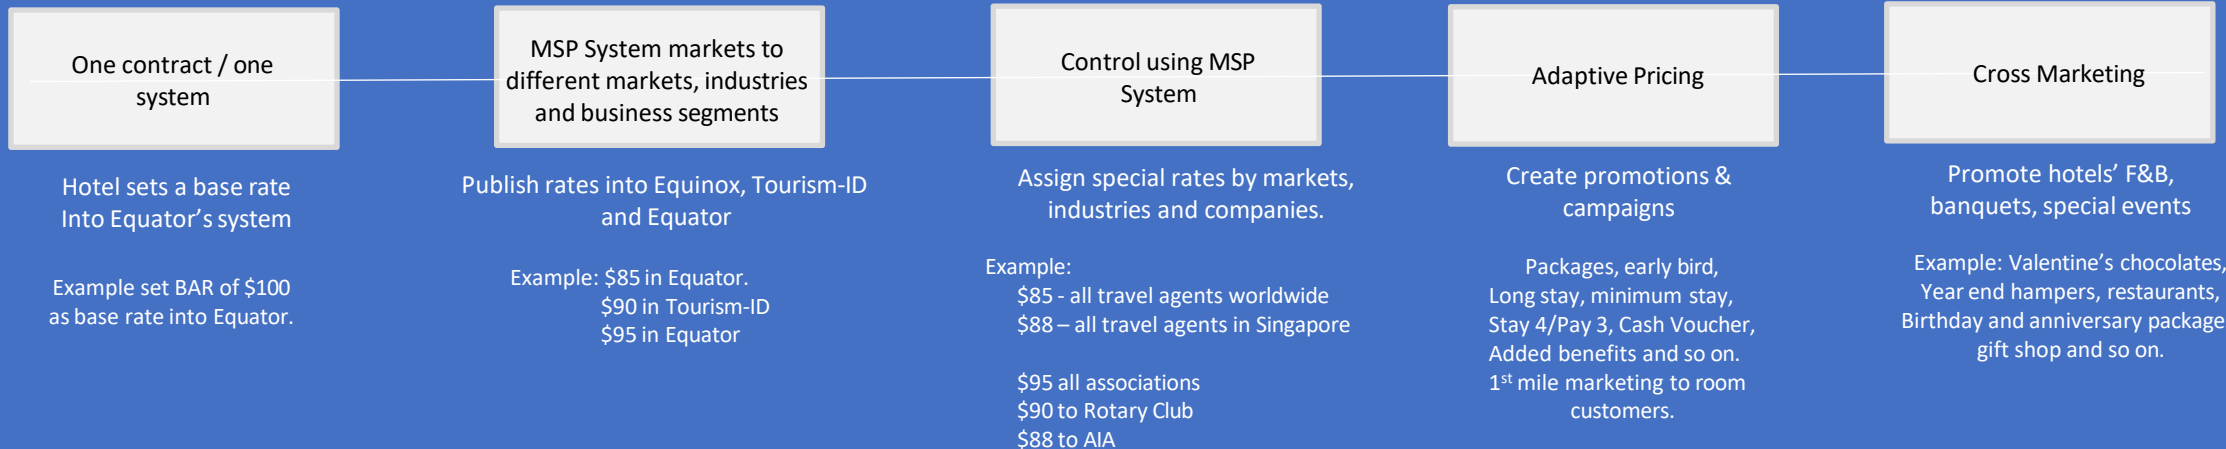 One contract / one
system
Hotel sets a base rate
Into Equator’s system
Example set BAR of $100
as base rate into Equator.
MSP System markets to
different markets, industries
and business segments
Publish rates into Equinox, Tourism-ID
and Equator
Example: $85 in Equator.
$90 in Tourism-ID
$95 in Equator
Control using MSP
System
Assign special rates by markets,
industries and companies.
Example:
$85 - all travel agents worldwide
$88 – all travel agents in Singapore
$95 all associations
$90 to Rotary Club
$88 to AIA
Adaptive Pricing
Create promotions &
campaigns
Packages, early bird,
Long stay, minimum stay,
Stay 4/Pay 3, Cash Voucher,
Added benefits and so on.
1st mile marketing to room
customers.
Cross Marketing
Promote hotels’ F&B,
banquets, special events
Example: Valentine’s chocolates,
Year end hampers, restaurants,
Birthday and anniversary package
gift shop and so on.